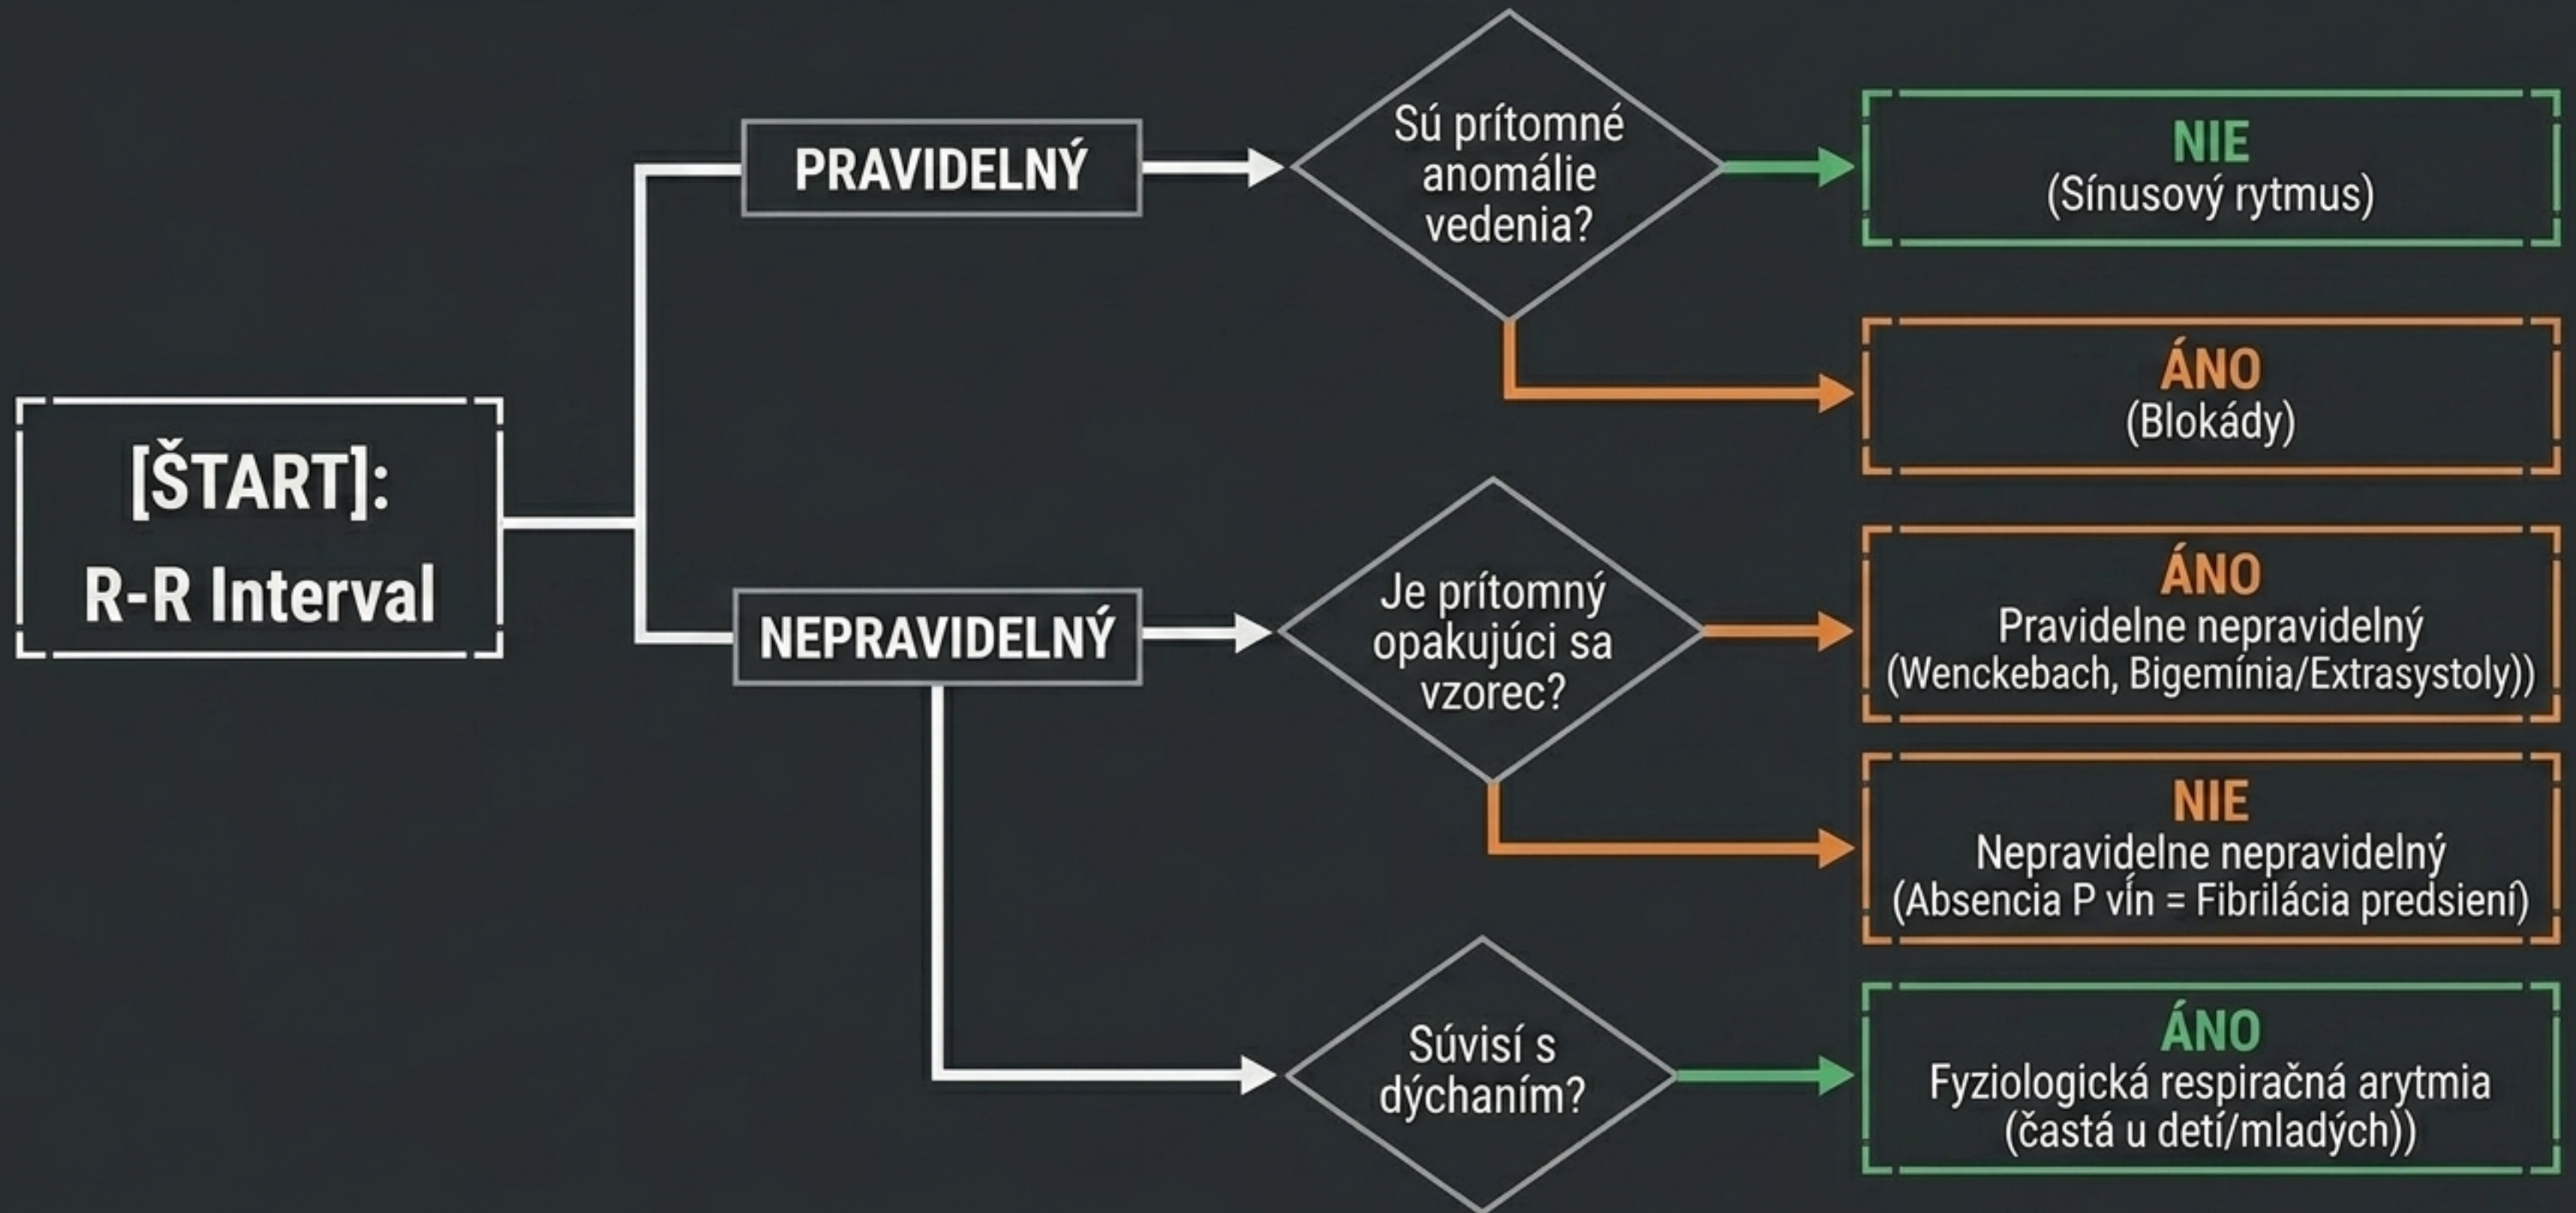 [ŠTART]:
R-R Interval
PRAVIDELNÝ
Sú prítomné
anomálie
vedenia?
NIE
(Sínusový rytmus)
ÁNO
(Blokády)
NEPRAVIDELNÝ
Je prítomný
opakujúci sa
vzorec?
ÁNO
Pravidelne nepravidelný
(Wenckebach, Bigemínia/Extrasystoly))
NIE
Nepravidelne nepravidelný
(Absencia P vĺn = Fibrilácia predsiení)
Súvisí s
dýchaním?
ÁNO
Fyziologická respiračná arytmia
(častá u detí/mladých))